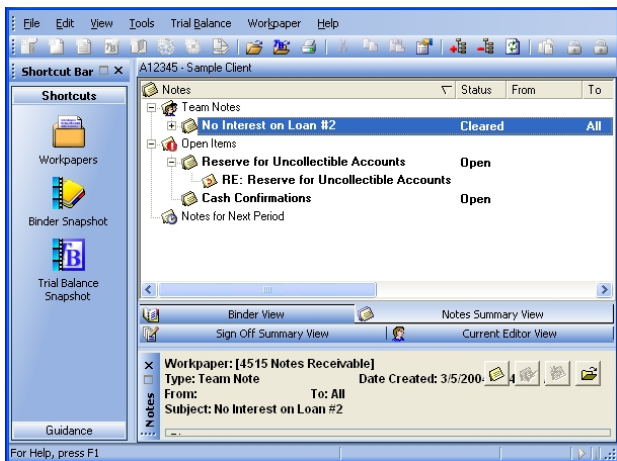 File Edit View Tools Trial Balance Workpaper Help
Shortcut Bar
A12345 - Sample Client
Shortcuts
Notes Status From To
Team Notes
No Interest on Loan #2 Cleared All
Open Items
Workpapers
Reserve for Uncollectible Accounts Open
RE: Reserve for Uncollectible Accounts
Cash Confirmations Open
Binder Snapshot
Notes for Next Period
Trial Balance
Snapshot
Binder View Notes Summary View
Sign Off Summary View Current Editor View
Notes
Workpaper: [4515 Notes Receivable]
Type: Team Note Date Created: 3/5/200
From: To: All
Subject: No Interest on Loan #2
Guidance
For Help, press F1